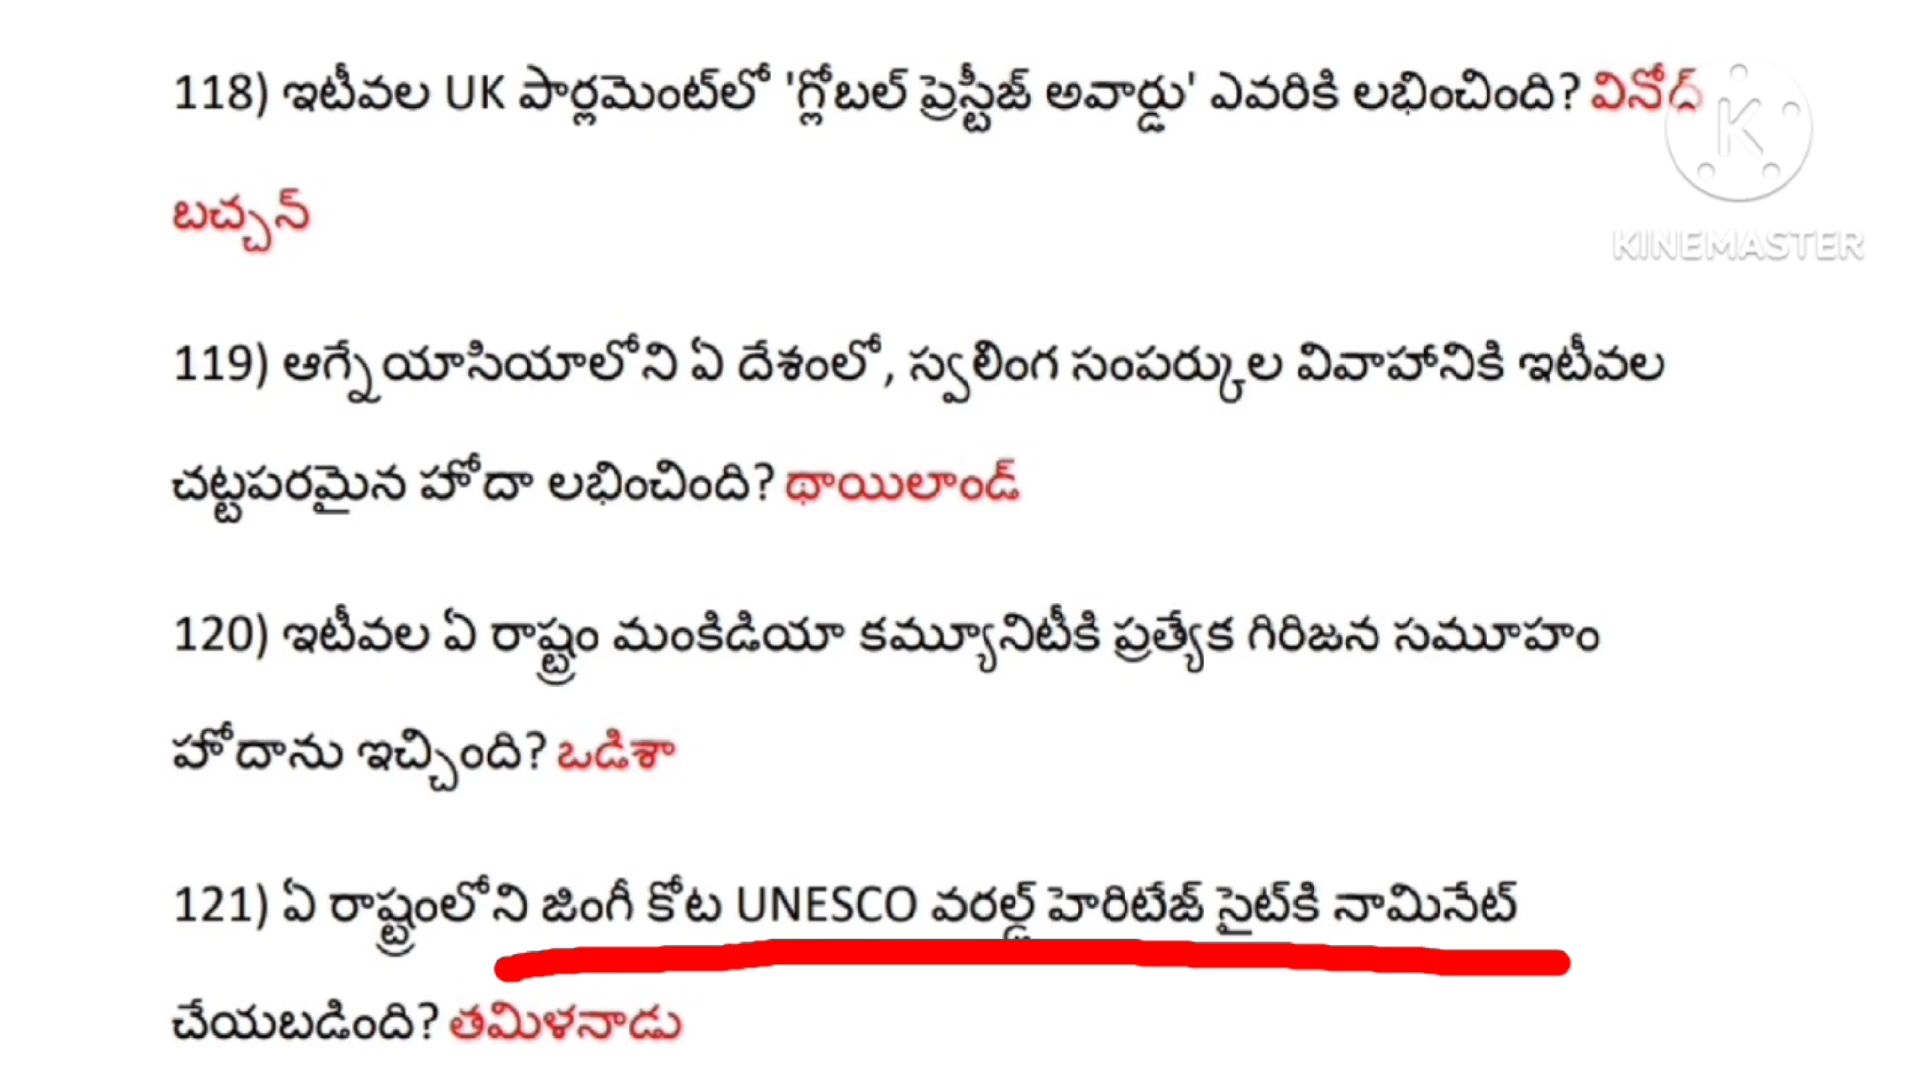 118) ఇటీవల UK పార్లమెంట్‌లో 'గ్లోబల్ ప్రెస్టీజ్ అవార్డు' ఎవరికి లభించింది? వినోద్
K
బచ్చన్
KINEMASTER
119) ఆగ్నేయాసియాలోని ఏ దేశంలో, స్వలింగ సంపర్కుల వివాహానికి ఇటీవల
చట్టపరమైన హోదా లభించింది? థాయిలాండ్
120) ఇటీవల ఏ రాష్ట్రం మంకిడియా కమ్యూనిటీకి ప్రత్యేక గిరిజన సమూహం
హోదాను ఇచ్చింది? ఒడిశా
121) ఏ రాష్ట్రంలోని జింగీ కోట UNESCO వరల్డ్ హెరిటేజ్ సైట్‌కి నామినేట్
చేయబడింది? తమిళనాడు